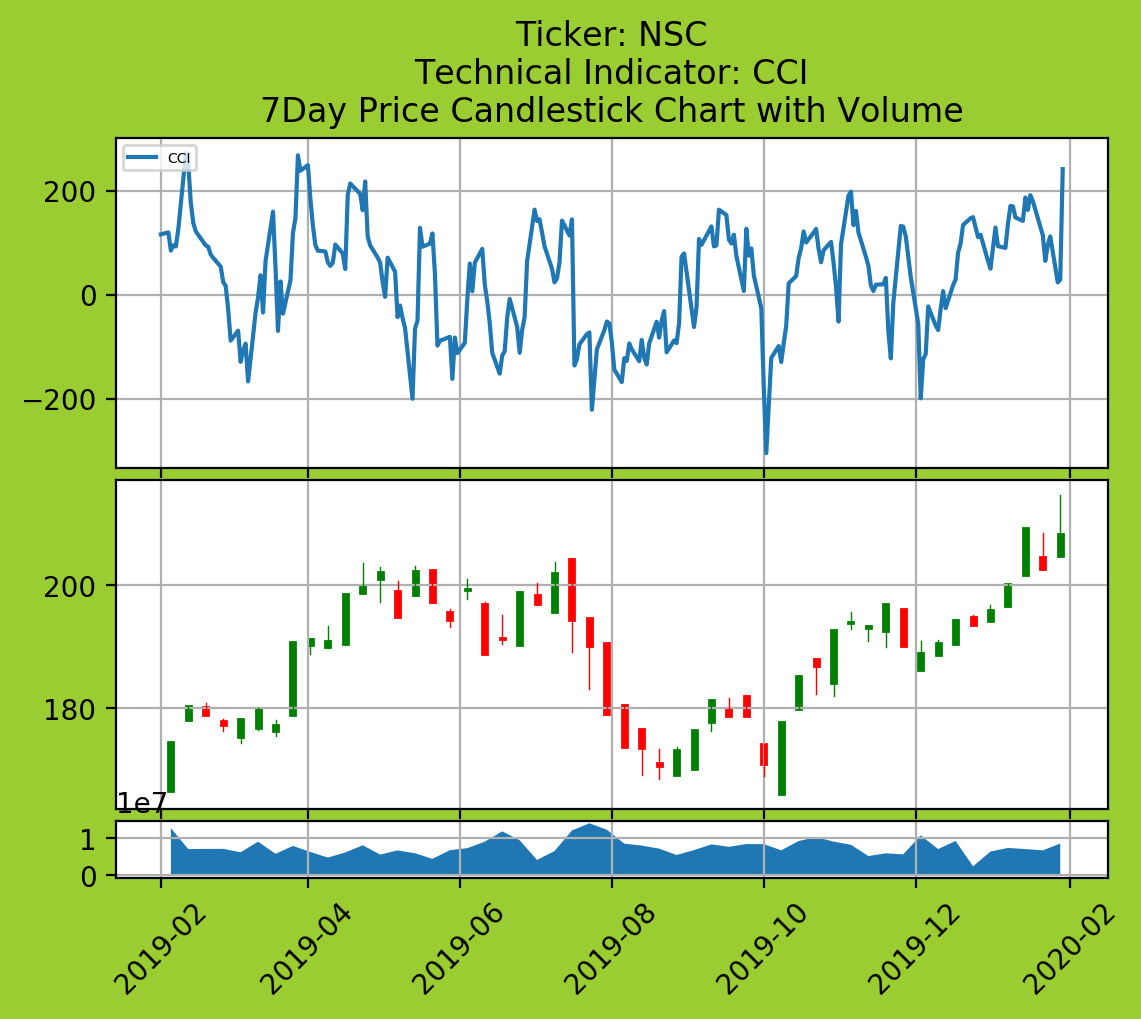 Ticker: NSC
Technical Indicator: CCI
7Day Price Candlestick Chart with Volume
CCI
200
0
−200
200
180
1e7
1
0
2019-02
2019-04
2019-06
2019-08
2019-10
2019-12
2020-02